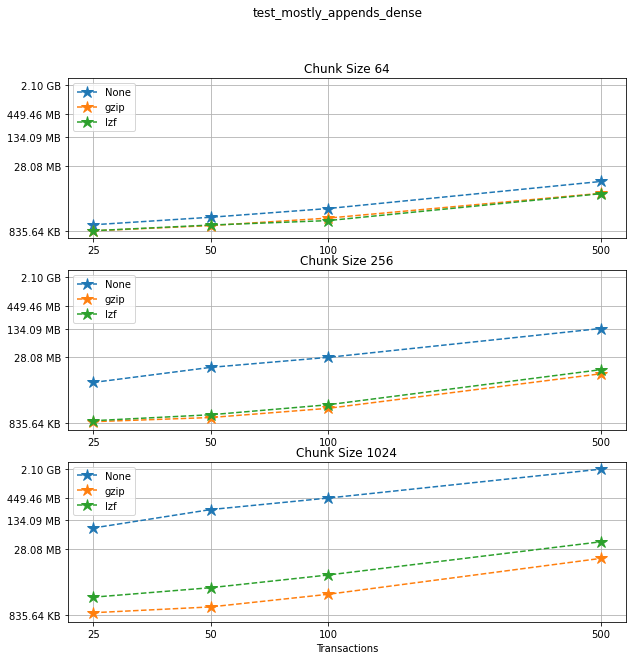 test_mostly_appends_dense
Chunk Size 64
2.10 GB
449.46 MB
134.09 MB
28.08 MB
835.64 KB
None
gzip
lzf
25
50
100
500
Chunk Size 256
2.10 GB
449.46 MB
134.09 MB
28.08 MB
835.64 KB
None
gzip
lzf
25
50
100
500
Chunk Size 1024
2.10 GB
449.46 MB
134.09 MB
28.08 MB
835.64 KB
None
gzip
lzf
25
50
100
500
Transactions